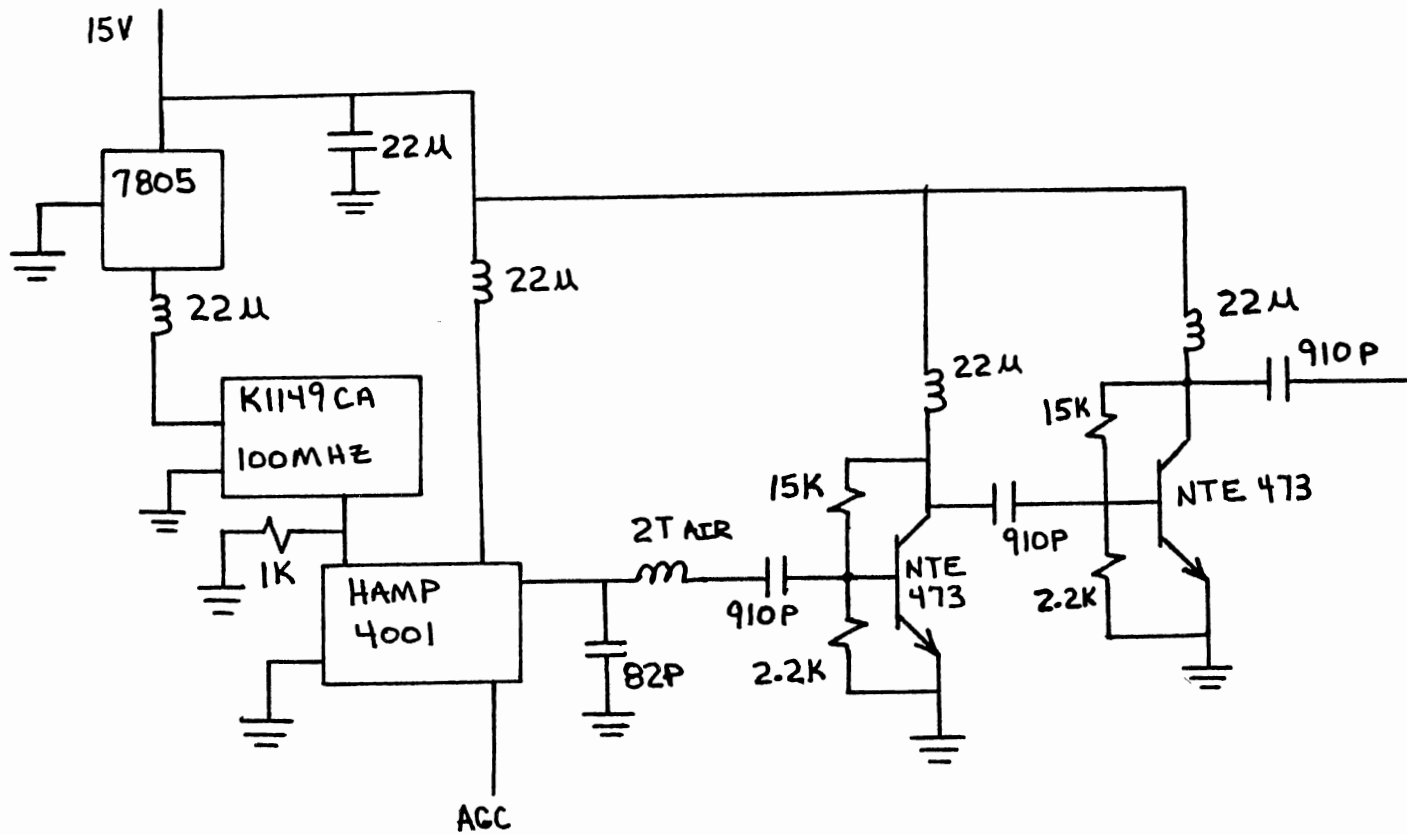 15V
22μ
7805
22μ
22μ
22μ
910P
K1149CA
100MHZ
22μ
15K
15K
NTE 473
1K
2T AIR
910P
910P
NTE
473
2.2K
HAMP
4001
82P
2.2K
AGC